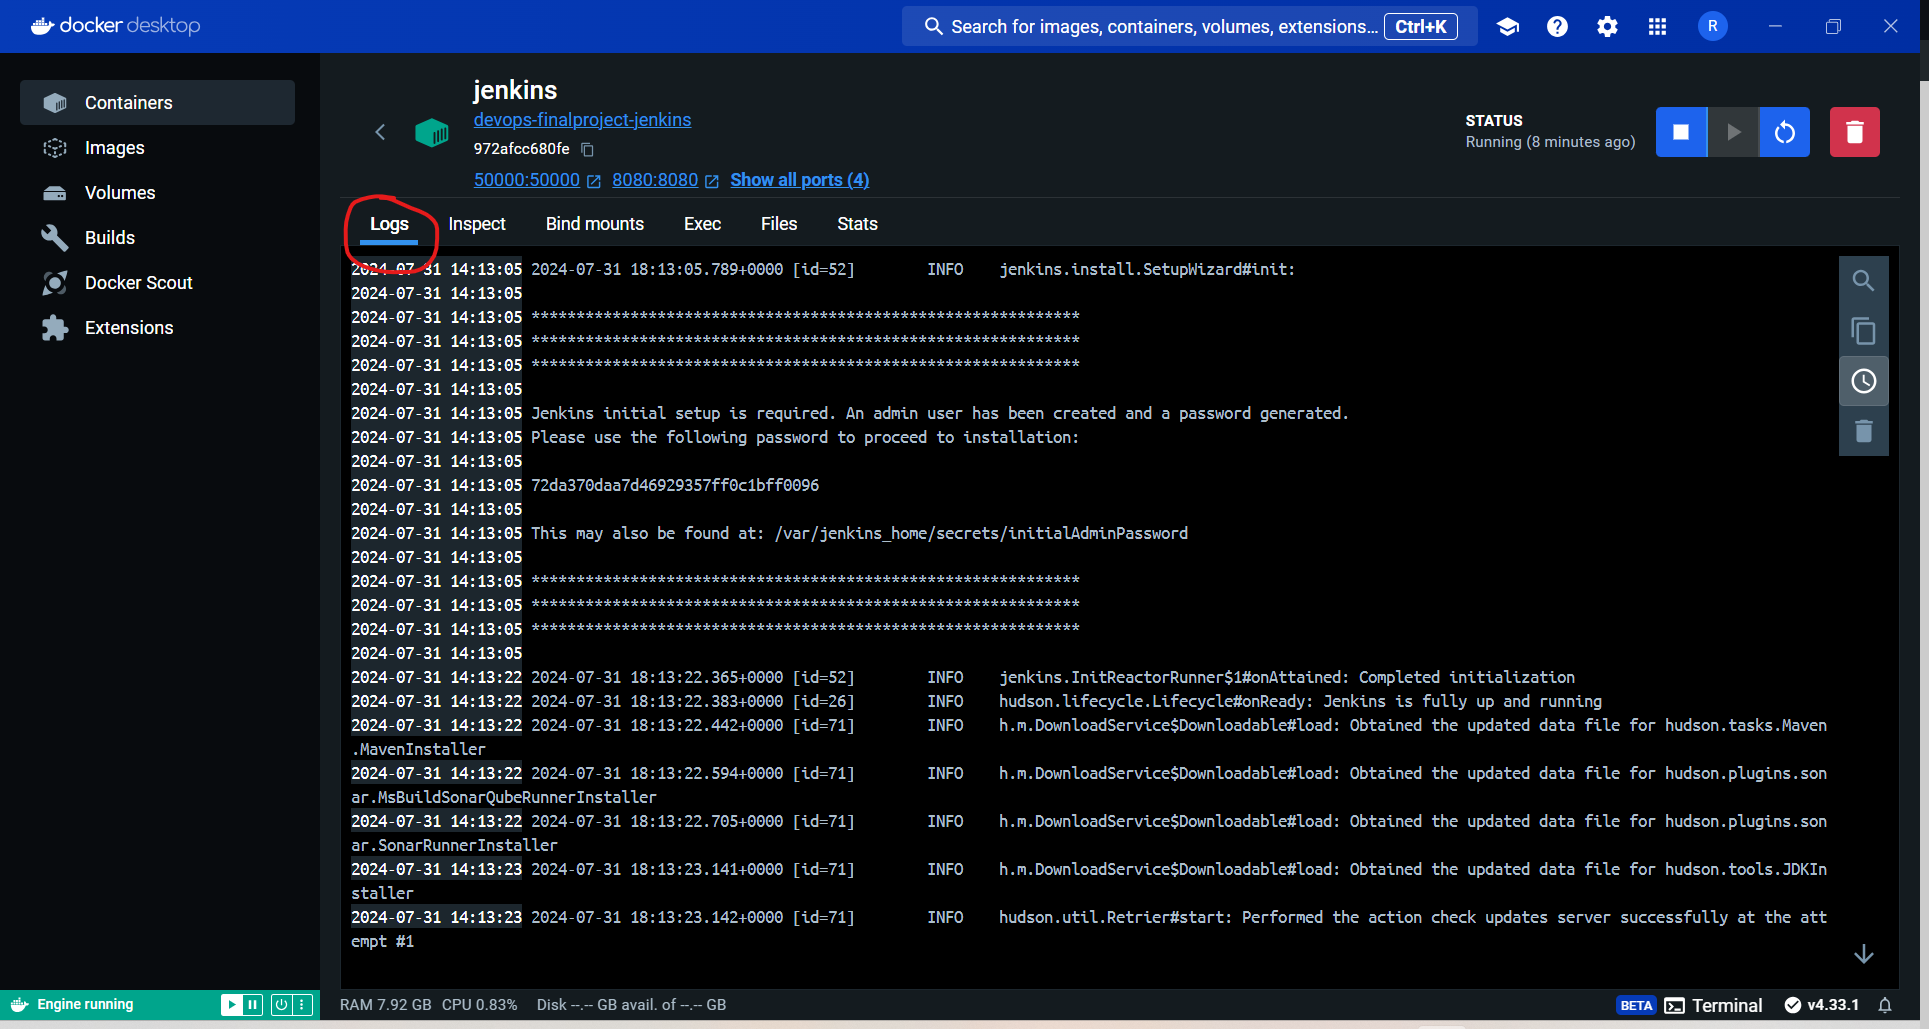 docker desktop
Search for images, containers, volumes, extensions... Ctrl+K
R
Containers
Images
Volumes
Builds
Docker Scout
Extensions
jenkins
devops-finalproject-jenkins
972afcc680fe
50000:50000 8080:8080 Show all ports (4)
STATUS
Running (8 minutes ago)
Logs Inspect Bind mounts Exec Files Stats
2024-07-31 14:13:05 2024-07-31 18:13:05.789+0000 [id=52] INFO jenkins.install.SetupWizard#init:
2024-07-31 14:13:05
2024-07-31 14:13:05 *************************************************************
2024-07-31 14:13:05 *************************************************************
2024-07-31 14:13:05 *************************************************************
2024-07-31 14:13:05
2024-07-31 14:13:05 Jenkins initial setup is required. An admin user has been created and a password generated.
2024-07-31 14:13:05 Please use the following password to proceed to installation:
2024-07-31 14:13:05
2024-07-31 14:13:05 72da370daa7d46929357ff0c1bff0096
2024-07-31 14:13:05
2024-07-31 14:13:05 This may also be found at: /var/jenkins_home/secrets/initialAdminPassword
2024-07-31 14:13:05
2024-07-31 14:13:05 *************************************************************
2024-07-31 14:13:05 *************************************************************
2024-07-31 14:13:05 *************************************************************
2024-07-31 14:13:05
2024-07-31 14:13:22 2024-07-31 18:13:22.365+0000 [id=52] INFO jenkins.InitReactorRunner$1#onAttained: Completed initialization
2024-07-31 14:13:22 2024-07-31 18:13:22.383+0000 [id=26] INFO hudson.lifecycle.Lifecycle#onReady: Jenkins is fully up and running
2024-07-31 14:13:22 2024-07-31 18:13:22.442+0000 [id=71] INFO h.m.DownloadService$Downloadable#load: Obtained the updated data file for hudson.tasks.Maven
.MavenInstaller
2024-07-31 14:13:22 2024-07-31 18:13:22.594+0000 [id=71] INFO h.m.DownloadService$Downloadable#load: Obtained the updated data file for hudson.plugins.son
ar.MsBuildSonarQubeRunnerInstaller
2024-07-31 14:13:22 2024-07-31 18:13:22.705+0000 [id=71] INFO h.m.DownloadService$Downloadable#load: Obtained the updated data file for hudson.plugins.son
ar.SonarRunnerInstaller
2024-07-31 14:13:23 2024-07-31 18:13:23.141+0000 [id=71] INFO h.m.DownloadService$Downloadable#load: Obtained the updated data file for hudson.tools.JDKIn
staller
2024-07-31 14:13:23 2024-07-31 18:13:23.142+0000 [id=71] INFO hudson.util.Retrier#start: Performed the action check updates server successfully at the att
empt #1
Engine running
RAM 7.92 GB CPU 0.83% Disk --.-- GB avail. of --.-- GB
BETA Terminal v4.33.1